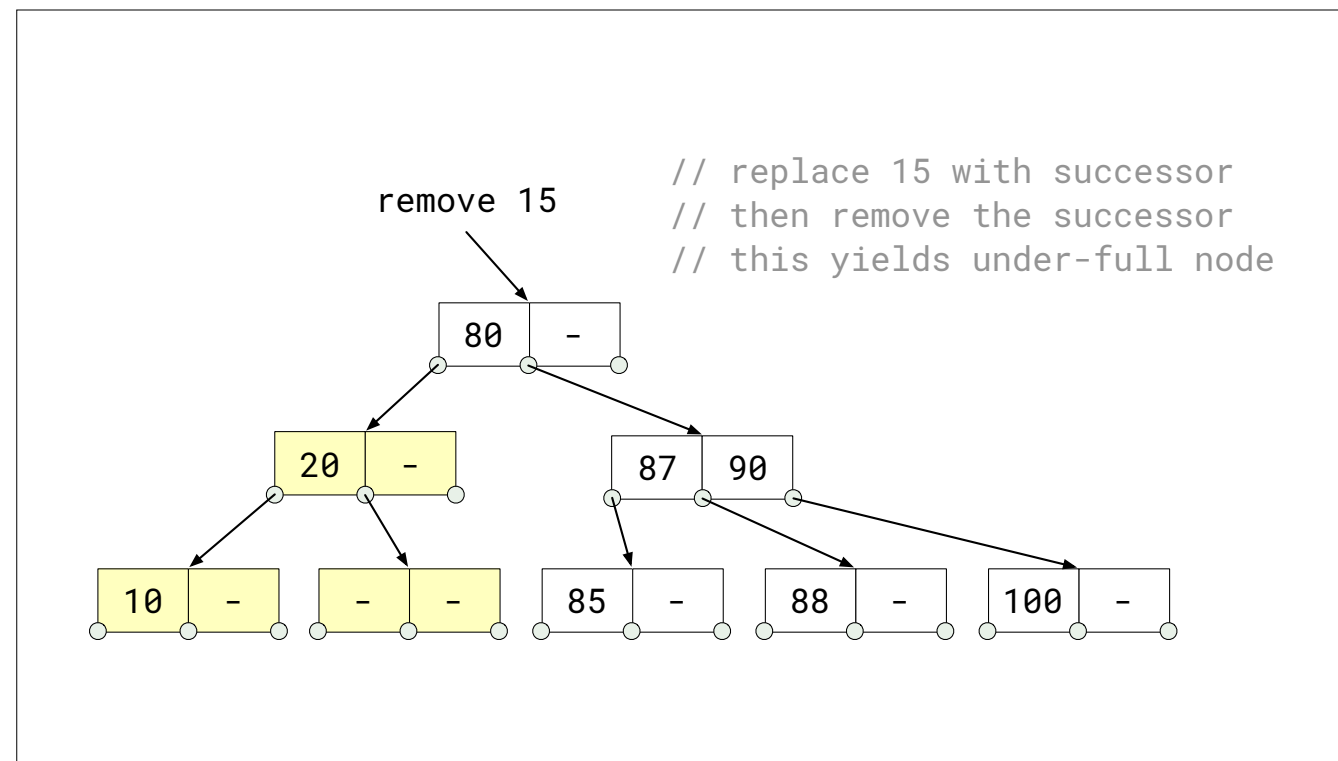 // replace 15 with successor
remove 15
// then remove the successor
// this yields under-full node
80 -
20 -
87 90
10 -
- -
85 -
88 -
100 -